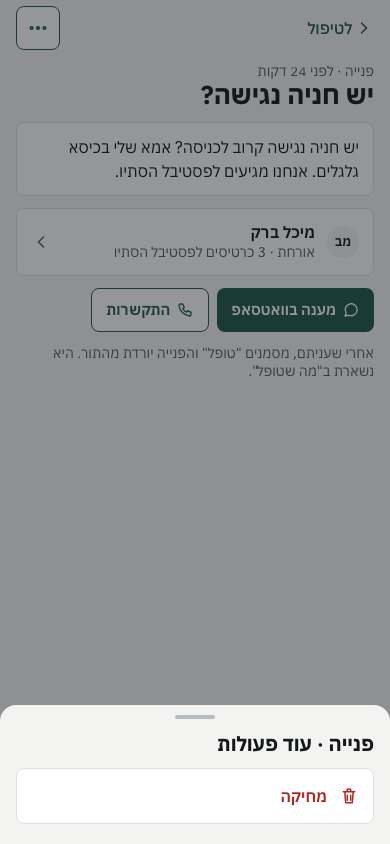 לטיפול
פנייה · לפני 24 דקות
יש חניה נגישה?
יש חניה נגישה קרוב לכניסה? אמא שלי בכיסא
גלגלים. אנחנו מגיעים לפסטיבל הסתיו.
מב
מיכל ברק
אורחת · 3 כרטיסים לפסטיבל הסתיו
מענה בוואטסאפ
התקשרות
אחרי שעניתם, מסמנים "טופל" והפנייה יורדת מהתור. היא
נשארת ב"מה שטופל".
פנייה · עוד פעולות
מחיקה